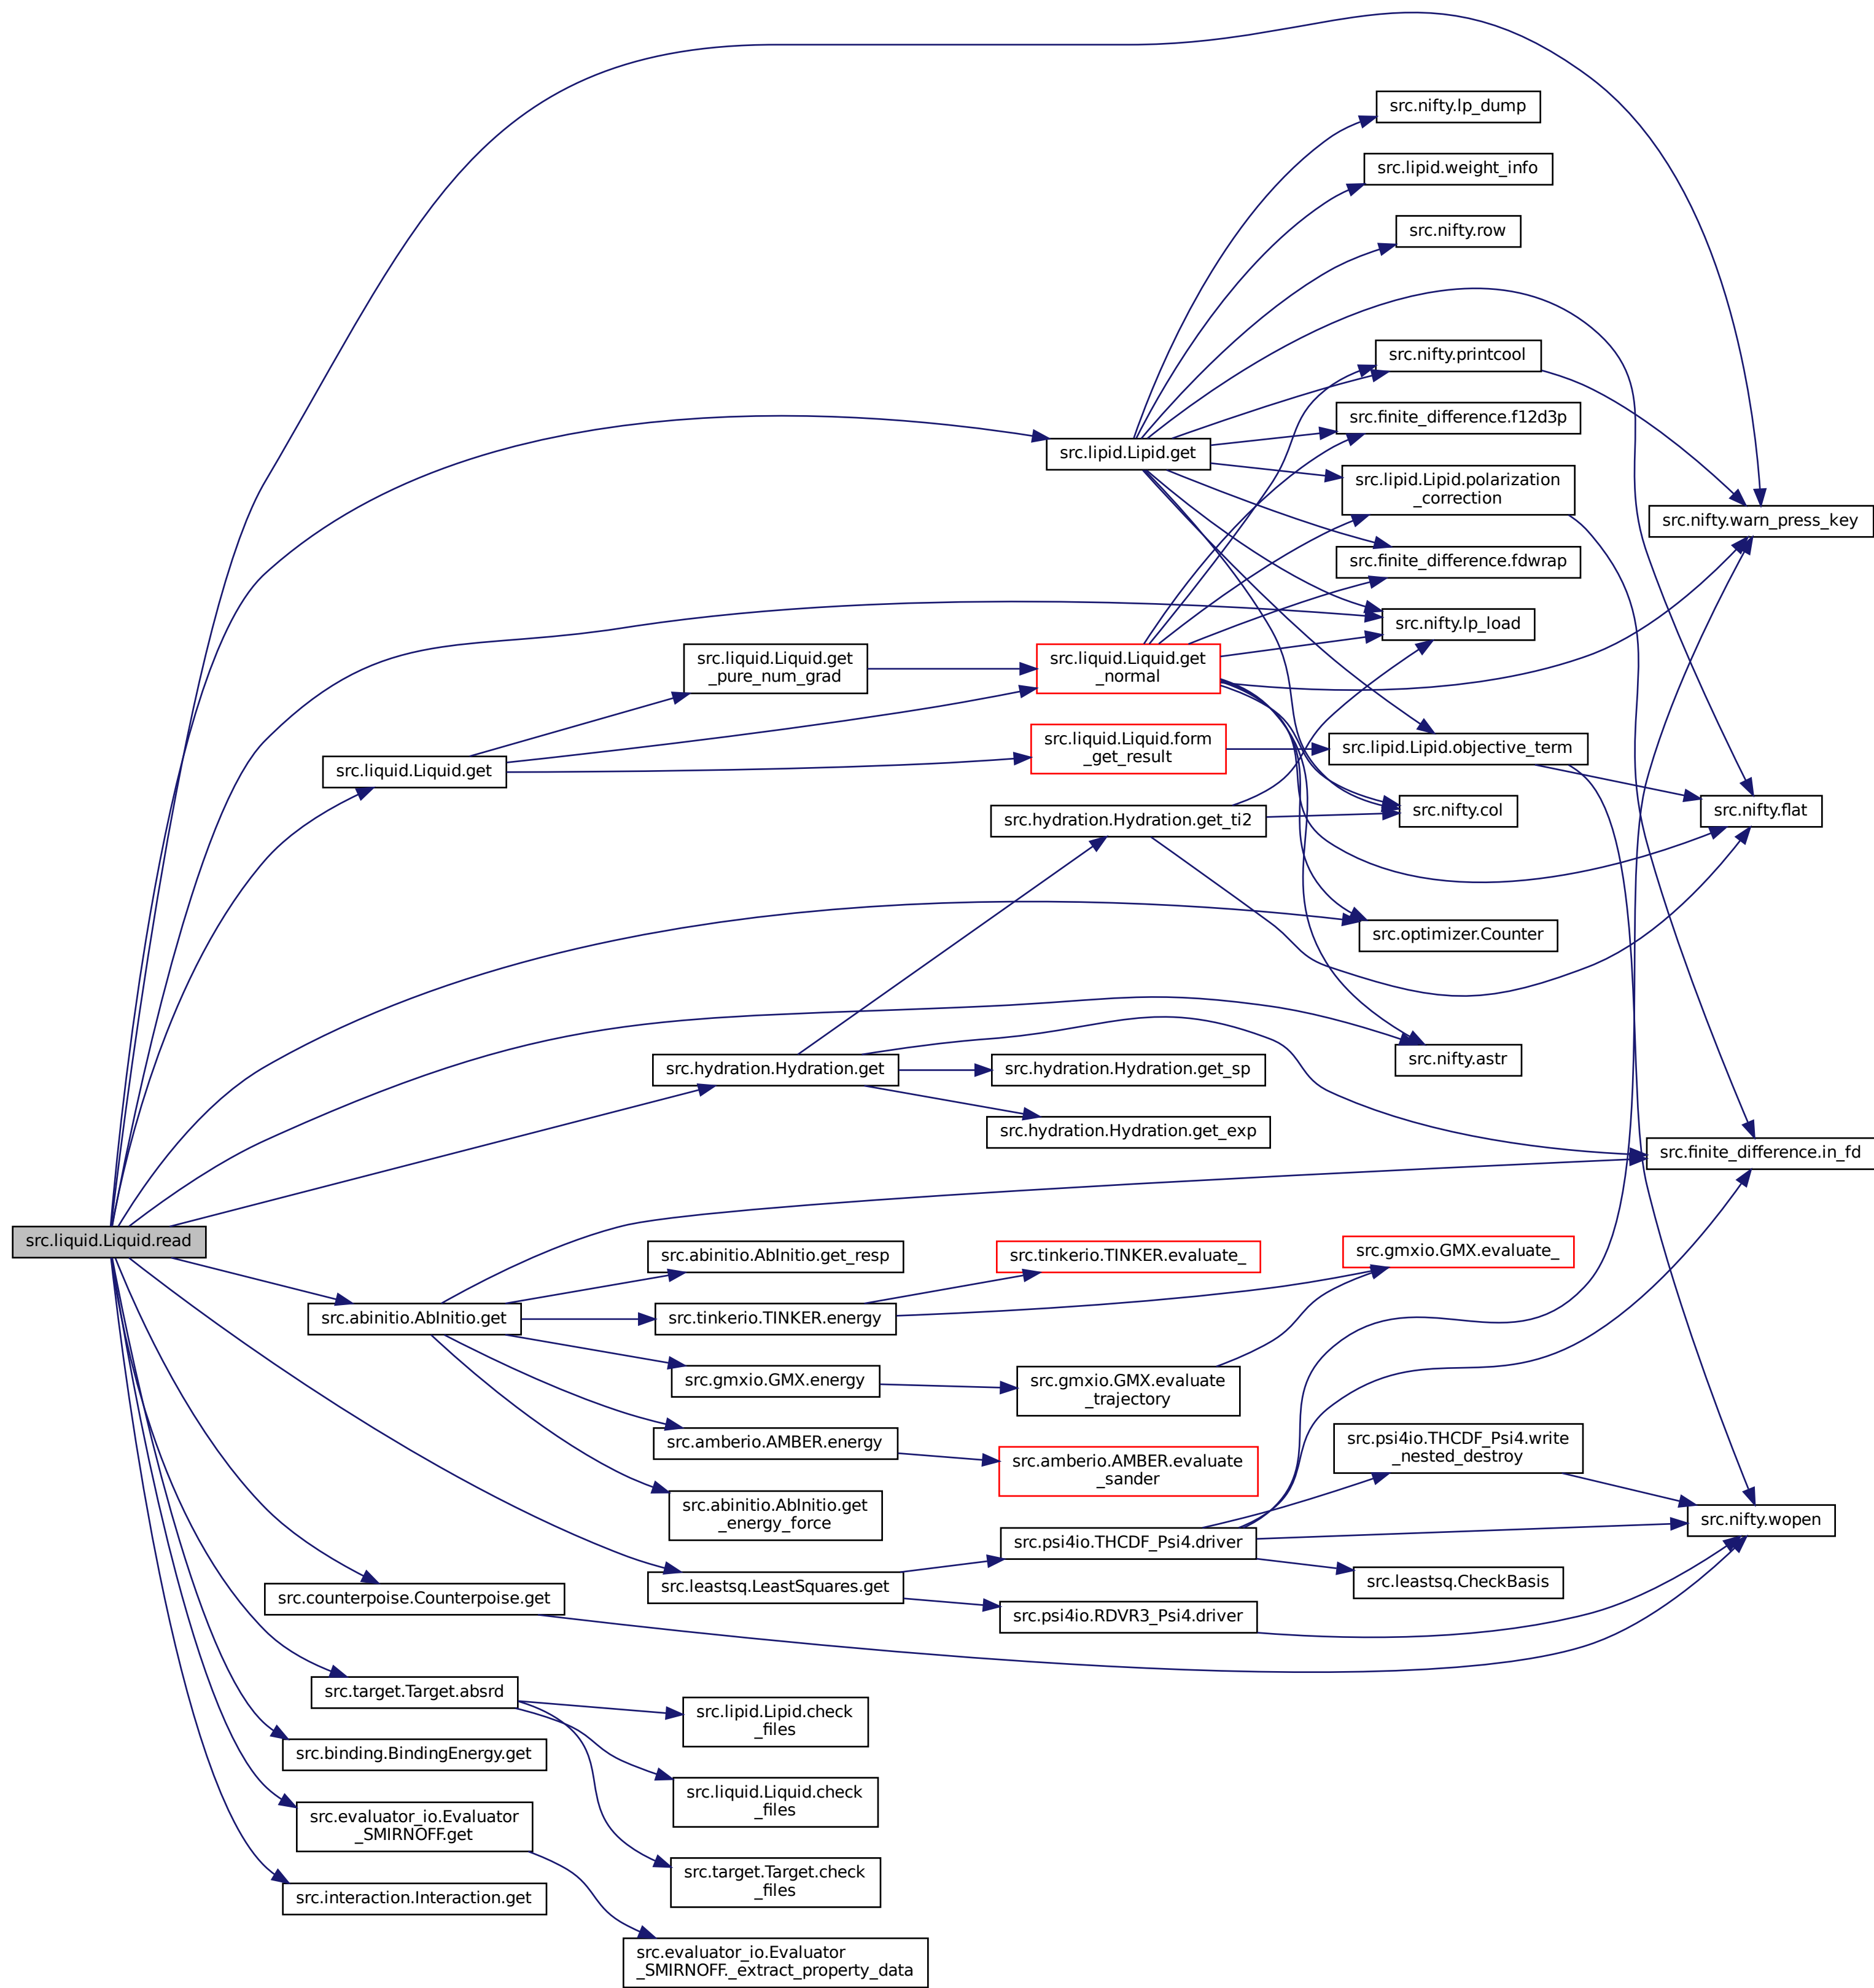 src.nifty.lp_dump
src.lipid.weight_info
src.nifty.row
src.nifty.printcool
src.finite_difference.f12d3p
src.lipid.Lipid.get
src.lipid.Lipid.polarization
_correction
src.nifty.warn_press_key
src.finite_difference.fdwrap
src.nifty.lp_load
src.liquid.Liquid.get
_pure_num_grad
src.liquid.Liquid.get
_normal
src.liquid.Liquid.form
_get_result
src.lipid.Lipid.objective_term
src.liquid.Liquid.get
src.hydration.Hydration.get_ti2
src.nifty.col
src.nifty.flat
src.optimizer.Counter
src.nifty.astr
src.hydration.Hydration.get
src.hydration.Hydration.get_sp
src.hydration.Hydration.get_exp
src.finite_difference.in_fd
src.liquid.Liquid.read
src.abinitio.AbInitio.get_resp
src.tinkerio.TINKER.evaluate_
src.gmxio.GMX.evaluate_
src.abinitio.AbInitio.get
src.tinkerio.TINKER.energy
src.gmxio.GMX.energy
src.gmxio.GMX.evaluate
_trajectory
src.amberio.AMBER.energy
src.amberio.AMBER.evaluate
_sander
src.psi4io.THCDF_Psi4.write
_nested_destroy
src.abinitio.AbInitio.get
_energy_force
src.psi4io.THCDF_Psi4.driver
src.nifty.wopen
src.leastsq.LeastSquares.get
src.leastsq.CheckBasis
src.counterpoise.Counterpoise.get
src.psi4io.RDVR3_Psi4.driver
src.target.Target.absrd
src.lipid.Lipid.check
_files
src.binding.BindingEnergy.get
src.liquid.Liquid.check
_files
src.evaluator_io.Evaluator
_SMIRNOFF.get
src.target.Target.check
_files
src.interaction.Interaction.get
src.evaluator_io.Evaluator
_SMIRNOFF._extract_property_data